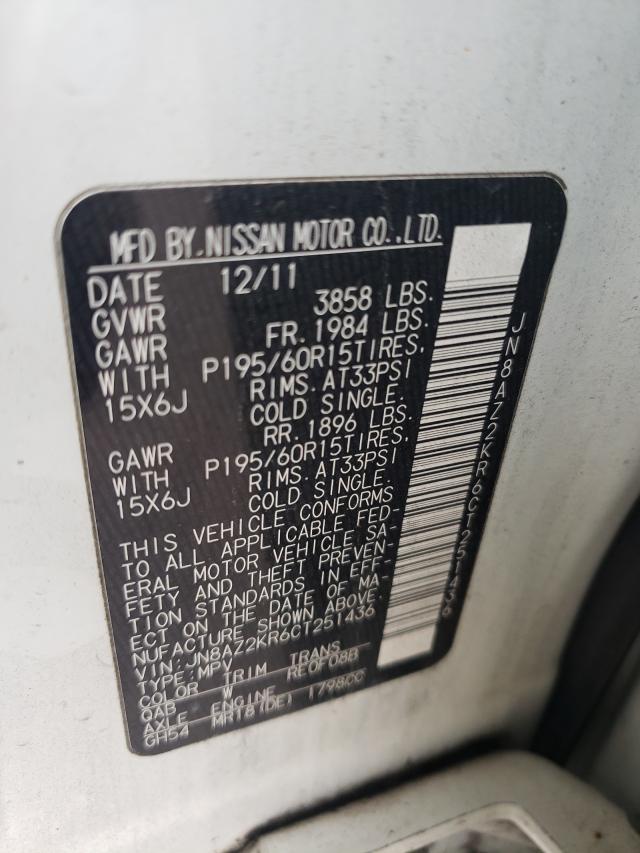 MFD BY.NISSAN MOTOR CO.,LTD.
DATE 12/11
GVWR 3858 LBS.
GAWR FR. 1984 LBS.
WITH P195/60R15TIRES,
15X6J RIMS. AT33PSI
COLD SINGLE.
GAWR RR. 1896 LBS.
WITH P195/60R15TIRES,
15X6J RIMS. AT33PSI
COLD SINGLE.
THIS VEHICLE CONFORMS
TO ALL APPLICABLE FED-
ERAL MOTOR VEHICLE SA-
FETY AND THEFT PREVEN-
TION STANDARDS IN EFF-
ECT ON THE DATE OF MA-
NUFACTURE SHOWN ABOVE.
VIN: JN8AZ2KR6CT251436
TYPE: MPV
COLOR TRIM TRANS
QAB W RE0F08B
AXLE ENGINE
GH54 MR18(DE) 1798CC
JN8AZ2KR6CT251436